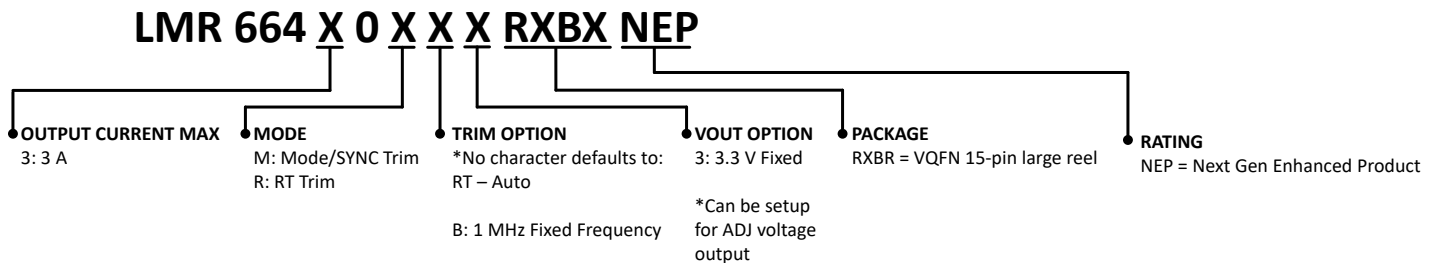 LMR 664 X 0 X X X RXBX NEP
OUTPUT CURRENT MAX
3: 3 A
MODE
M: Mode/SYNC Trim
R: RT Trim
TRIM OPTION
*No character defaults to:
RT – Auto
B: 1 MHz Fixed Frequency
VOUT OPTION
3: 3.3 V Fixed
*Can be setup
for ADJ voltage
output
PACKAGE
RXBR = VQFN 15-pin large reel
RATING
NEP = Next Gen Enhanced Product